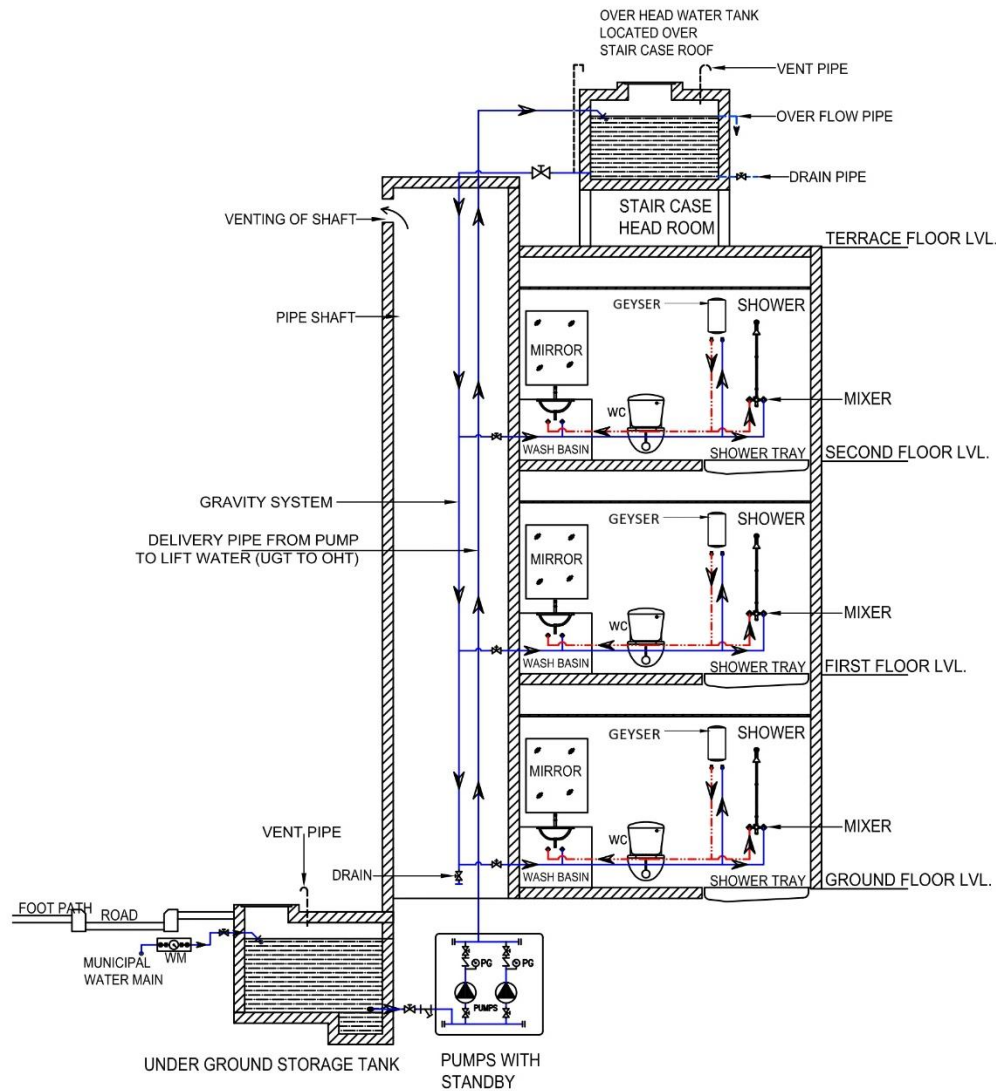 OVER HEAD WATER TANK
LOCATED OVER
STAIR CASE ROOF
VENT PIPE
OVER FLOW PIPE
DRAIN PIPE
STAIR CASE
HEAD ROOM
VENTING OF SHAFT
TERRACE FLOOR LVL.
PIPE SHAFT
GEYSER
SHOWER
MIRROR
MIXER
WC
WASH BASIN
SHOWER TRAY
SECOND FLOOR LVL.
GRAVITY SYSTEM
DELIVERY PIPE FROM PUMP
TO LIFT WATER (UGT TO OHT)
GEYSER
SHOWER
MIRROR
MIXER
WC
WASH BASIN
SHOWER TRAY
FIRST FLOOR LVL.
GEYSER
SHOWER
MIRROR
MIXER
WC
WASH BASIN
SHOWER TRAY
GROUND FLOOR LVL.
VENT PIPE
DRAIN
FOOT PATH
ROAD
MUNICIPAL
WATER MAIN
WM
PG
PG
PUMPS
UNDER GROUND STORAGE TANK
PUMPS WITH
STANDBY